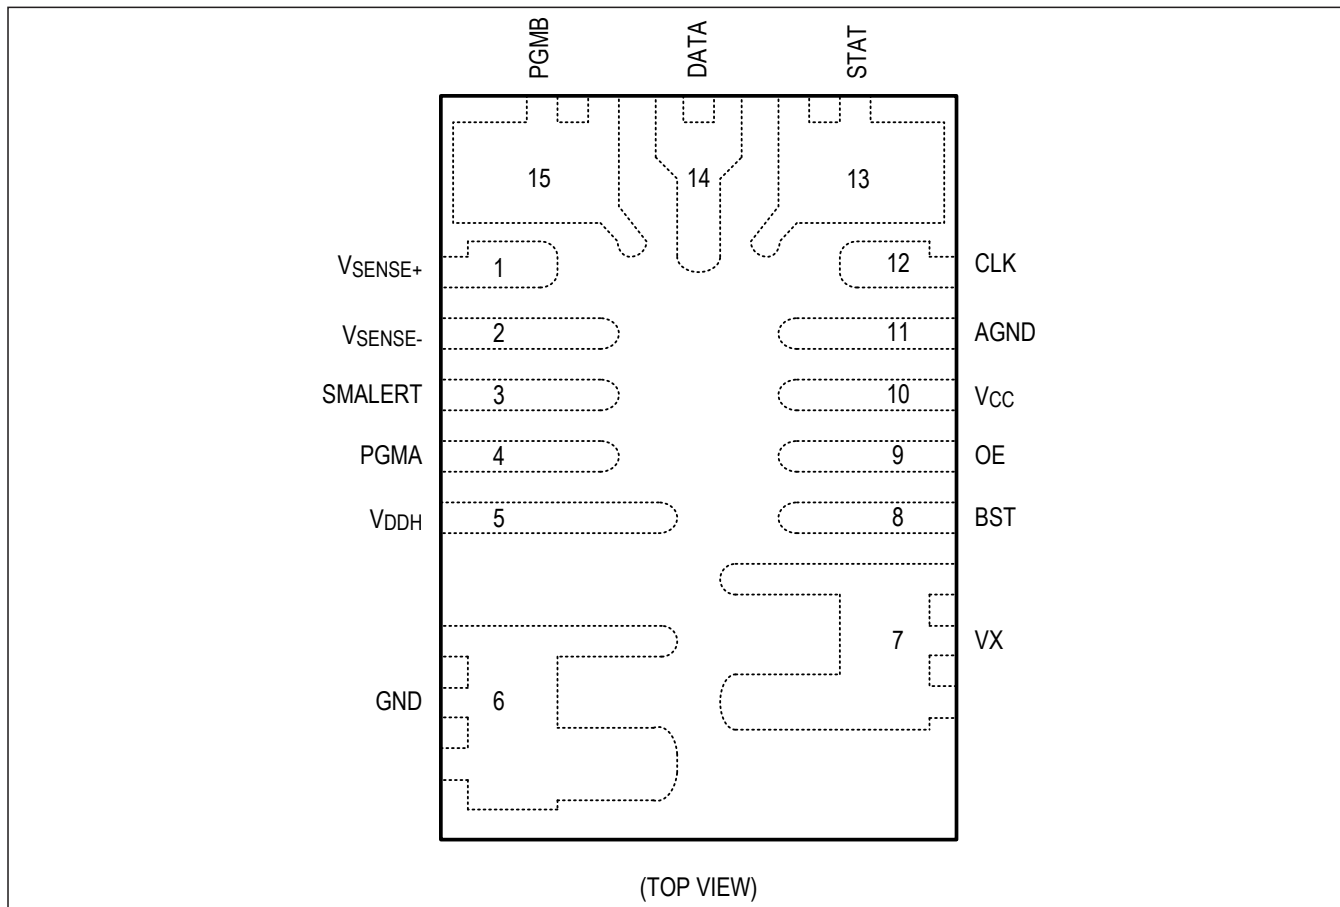 PGMB
DATA
STAT
15
14
13
VSENSE+
1
12
CLK
VSENSE-
2
11
AGND
SMALERT
3
10
VCC
PGMA
4
9
OE
VDDH
5
8
BST
7
VX
GND
6
(TOP VIEW)